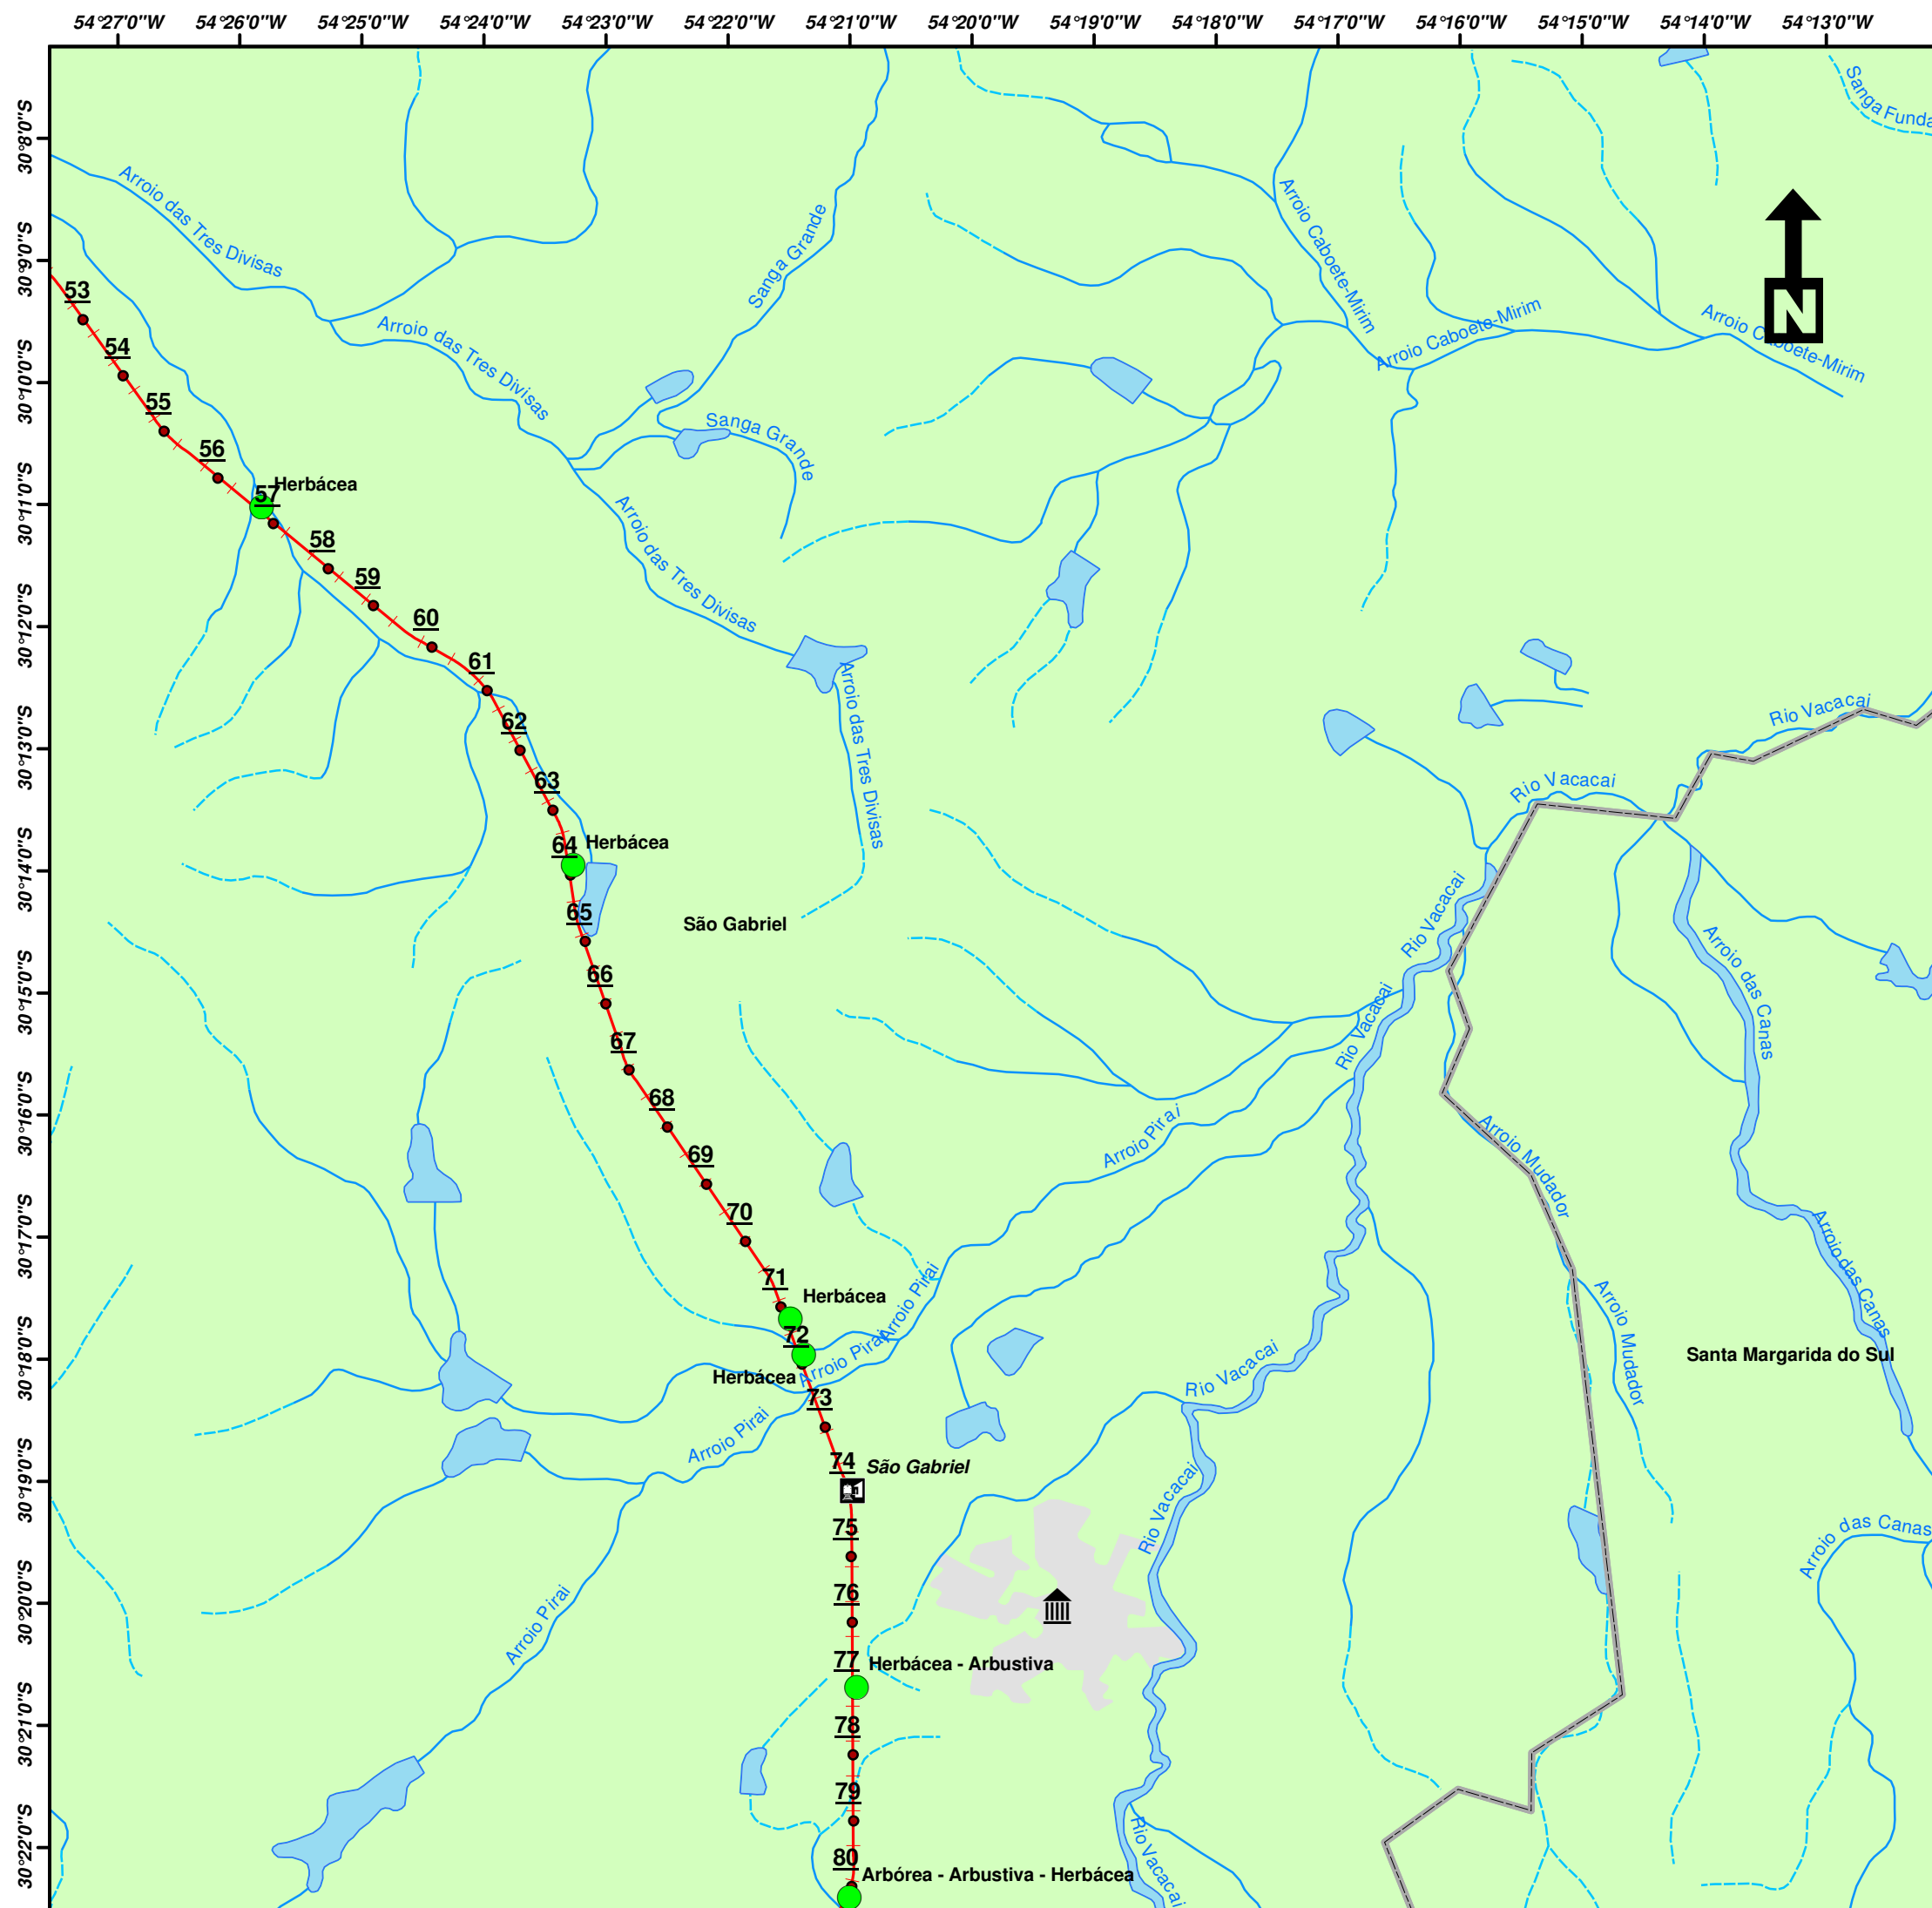 54°27'0"W 54°26'0"W 54°25'0"W 54°24'0"W 54°23'0"W 54°22'0"W 54°21'0"W 54°20'0"W 54°19'0"W 54°18'0"W 54°17'0"W 54°16'0"W 54°15'0"W 54°14'0"W 54°13'0"W
30°8'0"S
30°9'0"S
30°10'0"S
30°11'0"S
30°12'0"S
30°13'0"S
30°14'0"S
30°15'0"S
30°16'0"S
30°17'0"S
30°18'0"S
30°19'0"S
30°20'0"S
30°21'0"S
30°22'0"S
Sanga Funda
Arroio das Tres Divisas
Sanga Grande
Arroio Caboete-Mirim
N
53
Arroio das Tres Divisas
Arroio Caboete-Mirim
Arroio Caboete-Mirim
54
55
Sanga Grande
56
57
Herbácea
58
Arroio das Tres Divisas
59
60
61
Arroio das Tres Divisas
62
Rio Vacacai
63
Rio Vacacai
64
Herbácea
Rio Vacacai
65
São Gabriel
Arroio das Canas
66
Rio Vacacai
67
68
Arroio Pirai
Arroio Mudador
69
70
Arroio das Canas
71
Herbácea
Arroio Pirai
Arroio Mudador
72
Arroio Pirai
Rio Vacacai
Santa Margarida do Sul
Herbácea
73
Arroio Pirai
74
São Gabriel
Rio Vacacai
75
Arroio das Canas
76
Arroio Pirai
77
Herbácea - Arbustiva
78
79
Rio Vacacai
80
Arbórea - Arbustiva - Herbácea